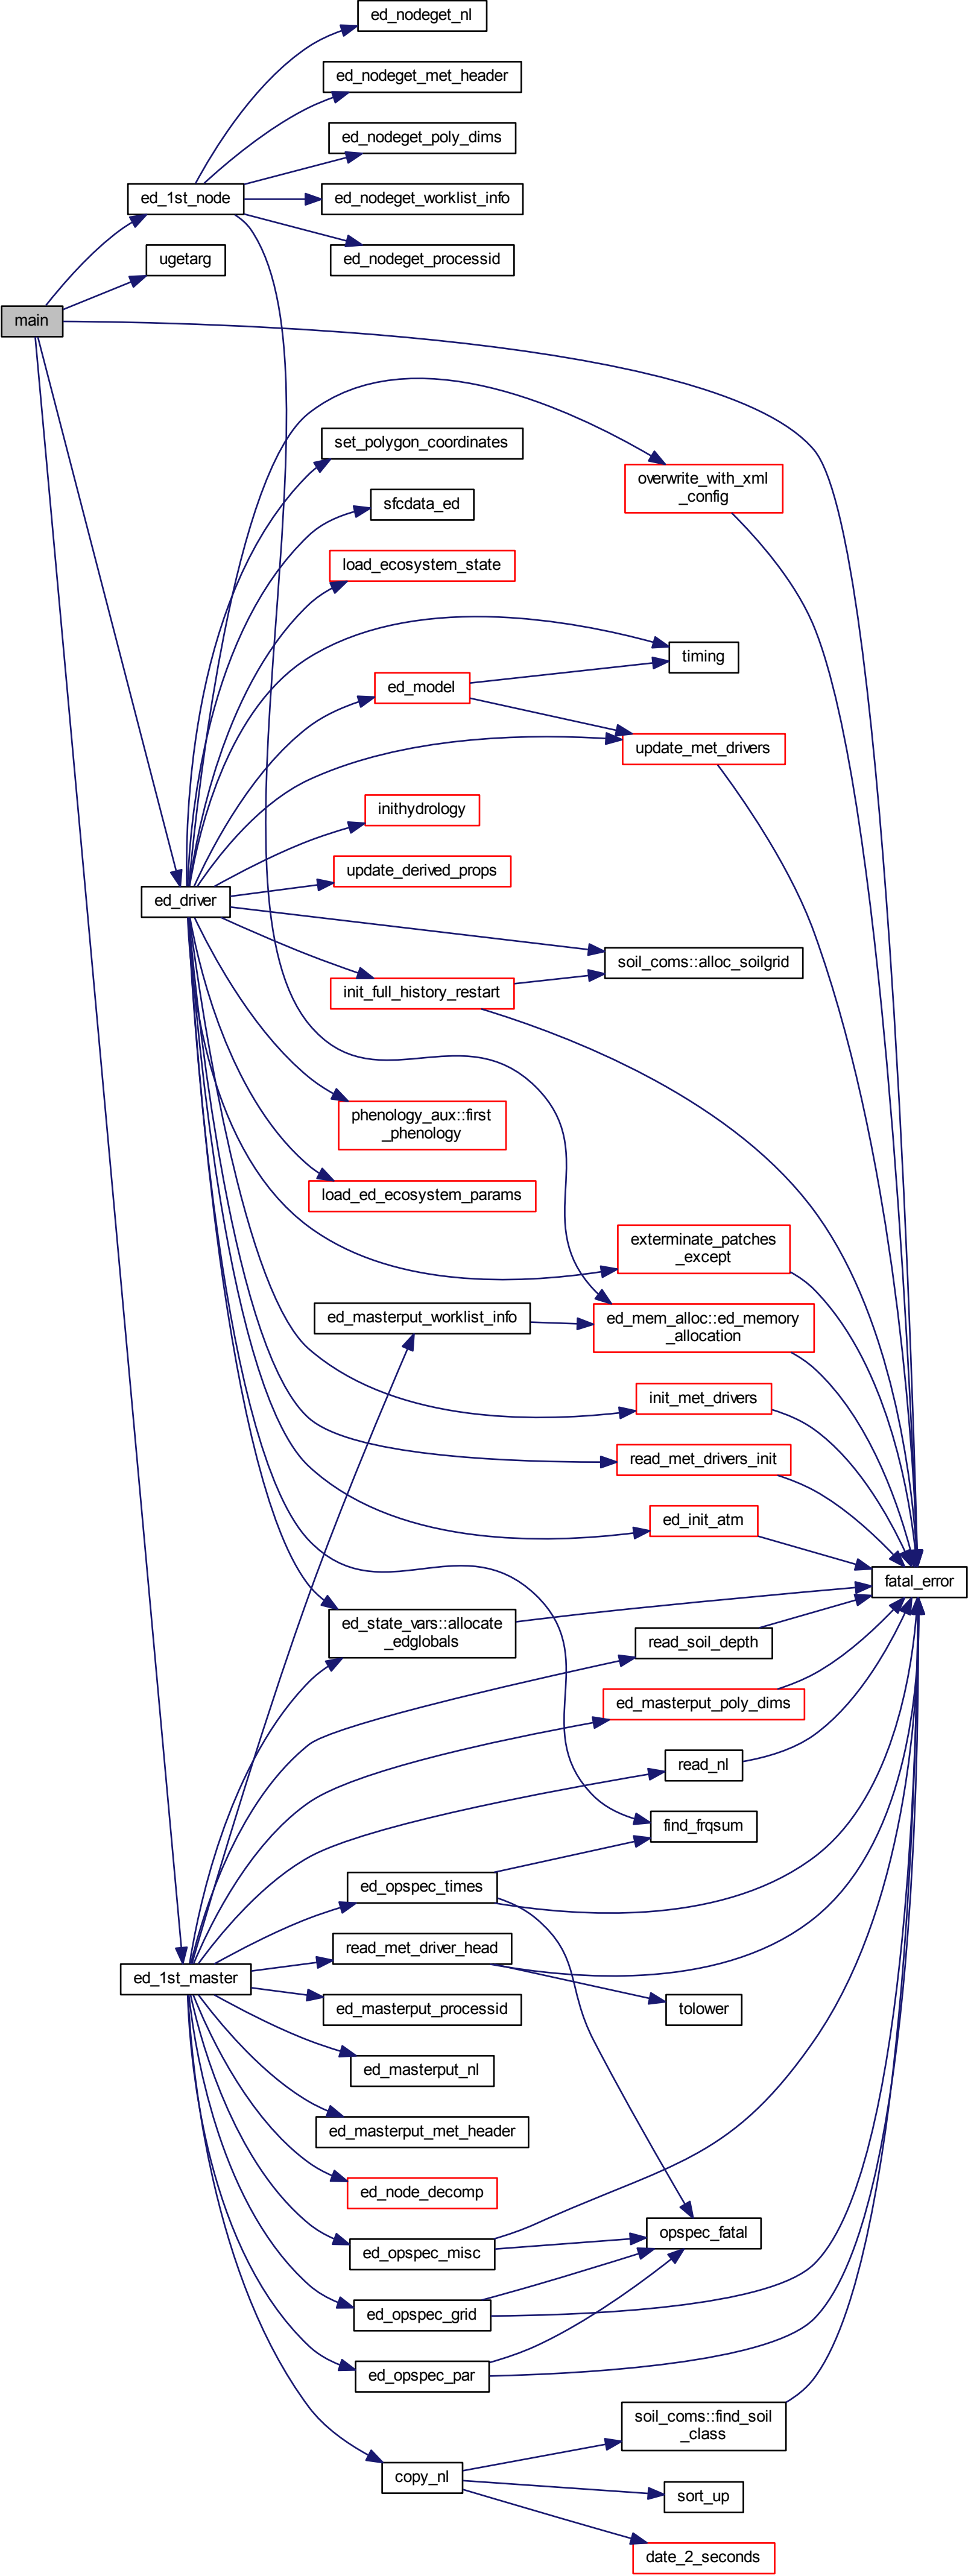 ed_nodeget_nl
ed_nodeget_met_header
ed_nodeget_poly_dims
ed_1st_node
ed_nodeget_worklist_info
ugetarg
ed_nodeget_processid
main
set_polygon_coordinates
overwrite_with_xml
_config
sfcdata_ed
load_ecosystem_state
timing
ed_model
update_met_drivers
inithydrology
update_derived_props
ed_driver
soil_coms::alloc_soilgrid
init_full_history_restart
phenology_aux::first
_phenology
load_ed_ecosystem_params
exterminate_patches
_except
ed_masterput_worklist_info
ed_mem_alloc::ed_memory
_allocation
init_met_drivers
read_met_drivers_init
ed_init_atm
fatal_error
ed_state_vars::allocate
_edglobals
read_soil_depth
ed_masterput_poly_dims
read_nl
find_frqsum
ed_opspec_times
read_met_driver_head
ed_1st_master
ed_masterput_processid
tolower
ed_masterput_nl
ed_masterput_met_header
ed_node_decomp
opspec_fatal
ed_opspec_misc
ed_opspec_grid
ed_opspec_par
soil_coms::find_soil
_class
copy_nl
sort_up
date_2_seconds